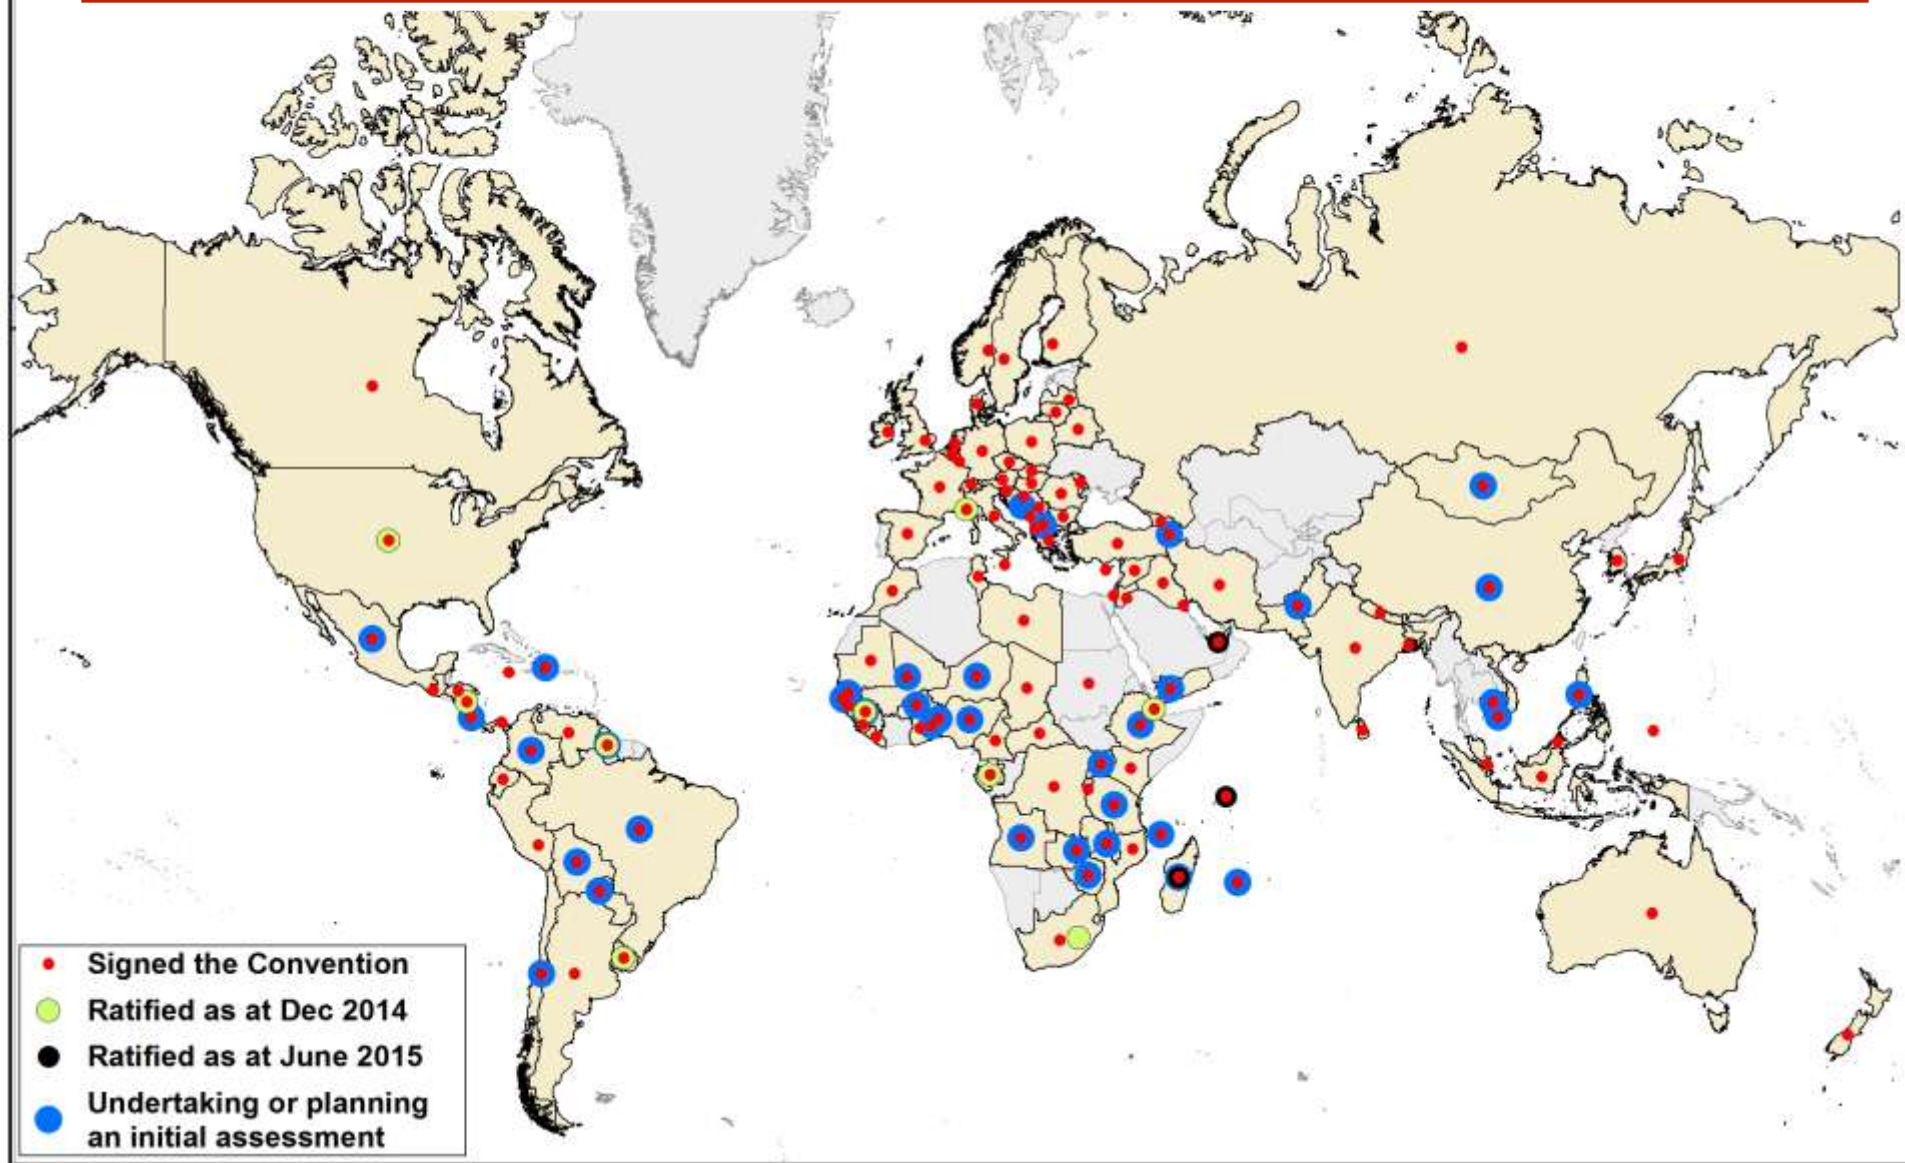 Signed the Convention
Ratified as at Dec 2014
Ratified as at June 2015
Undertaking or planning
an initial assessment